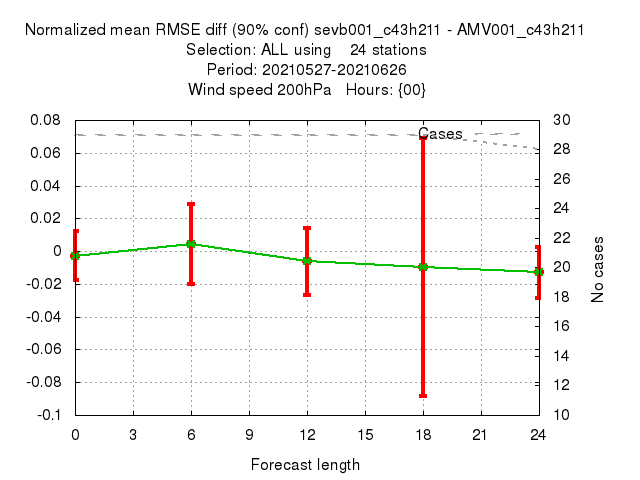 Normalized mean RMSE diff (90% conf) sevb001_c43h211 - AMV001_c43h211
Selection: ALL using 24 stations
Period: 20210527-20210626
Wind speed 200hPa Hours: {00}
Cases
0.08
0.06
0.04
0.02
0
-0.02
-0.04
-0.06
-0.08
-0.1
30
28
26
24
22
20
18
16
14
12
10
No cases
0 3 6 9 12 15 18 21 24
Forecast length